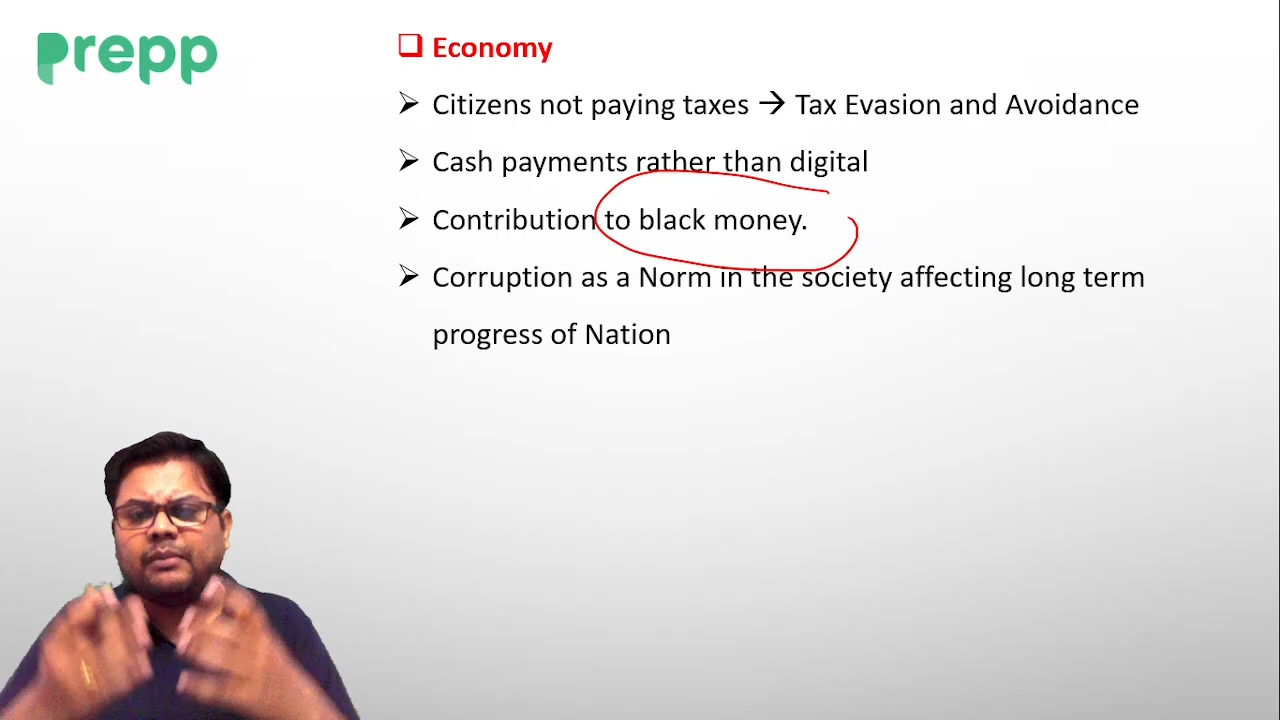 Prepp
❑ Economy
➢ Citizens not paying taxes → Tax Evasion and Avoidance
➢ Cash payments rather than digital
➢ Contribution to black money.
➢ Corruption as a Norm in the society affecting long term
progress of Nation